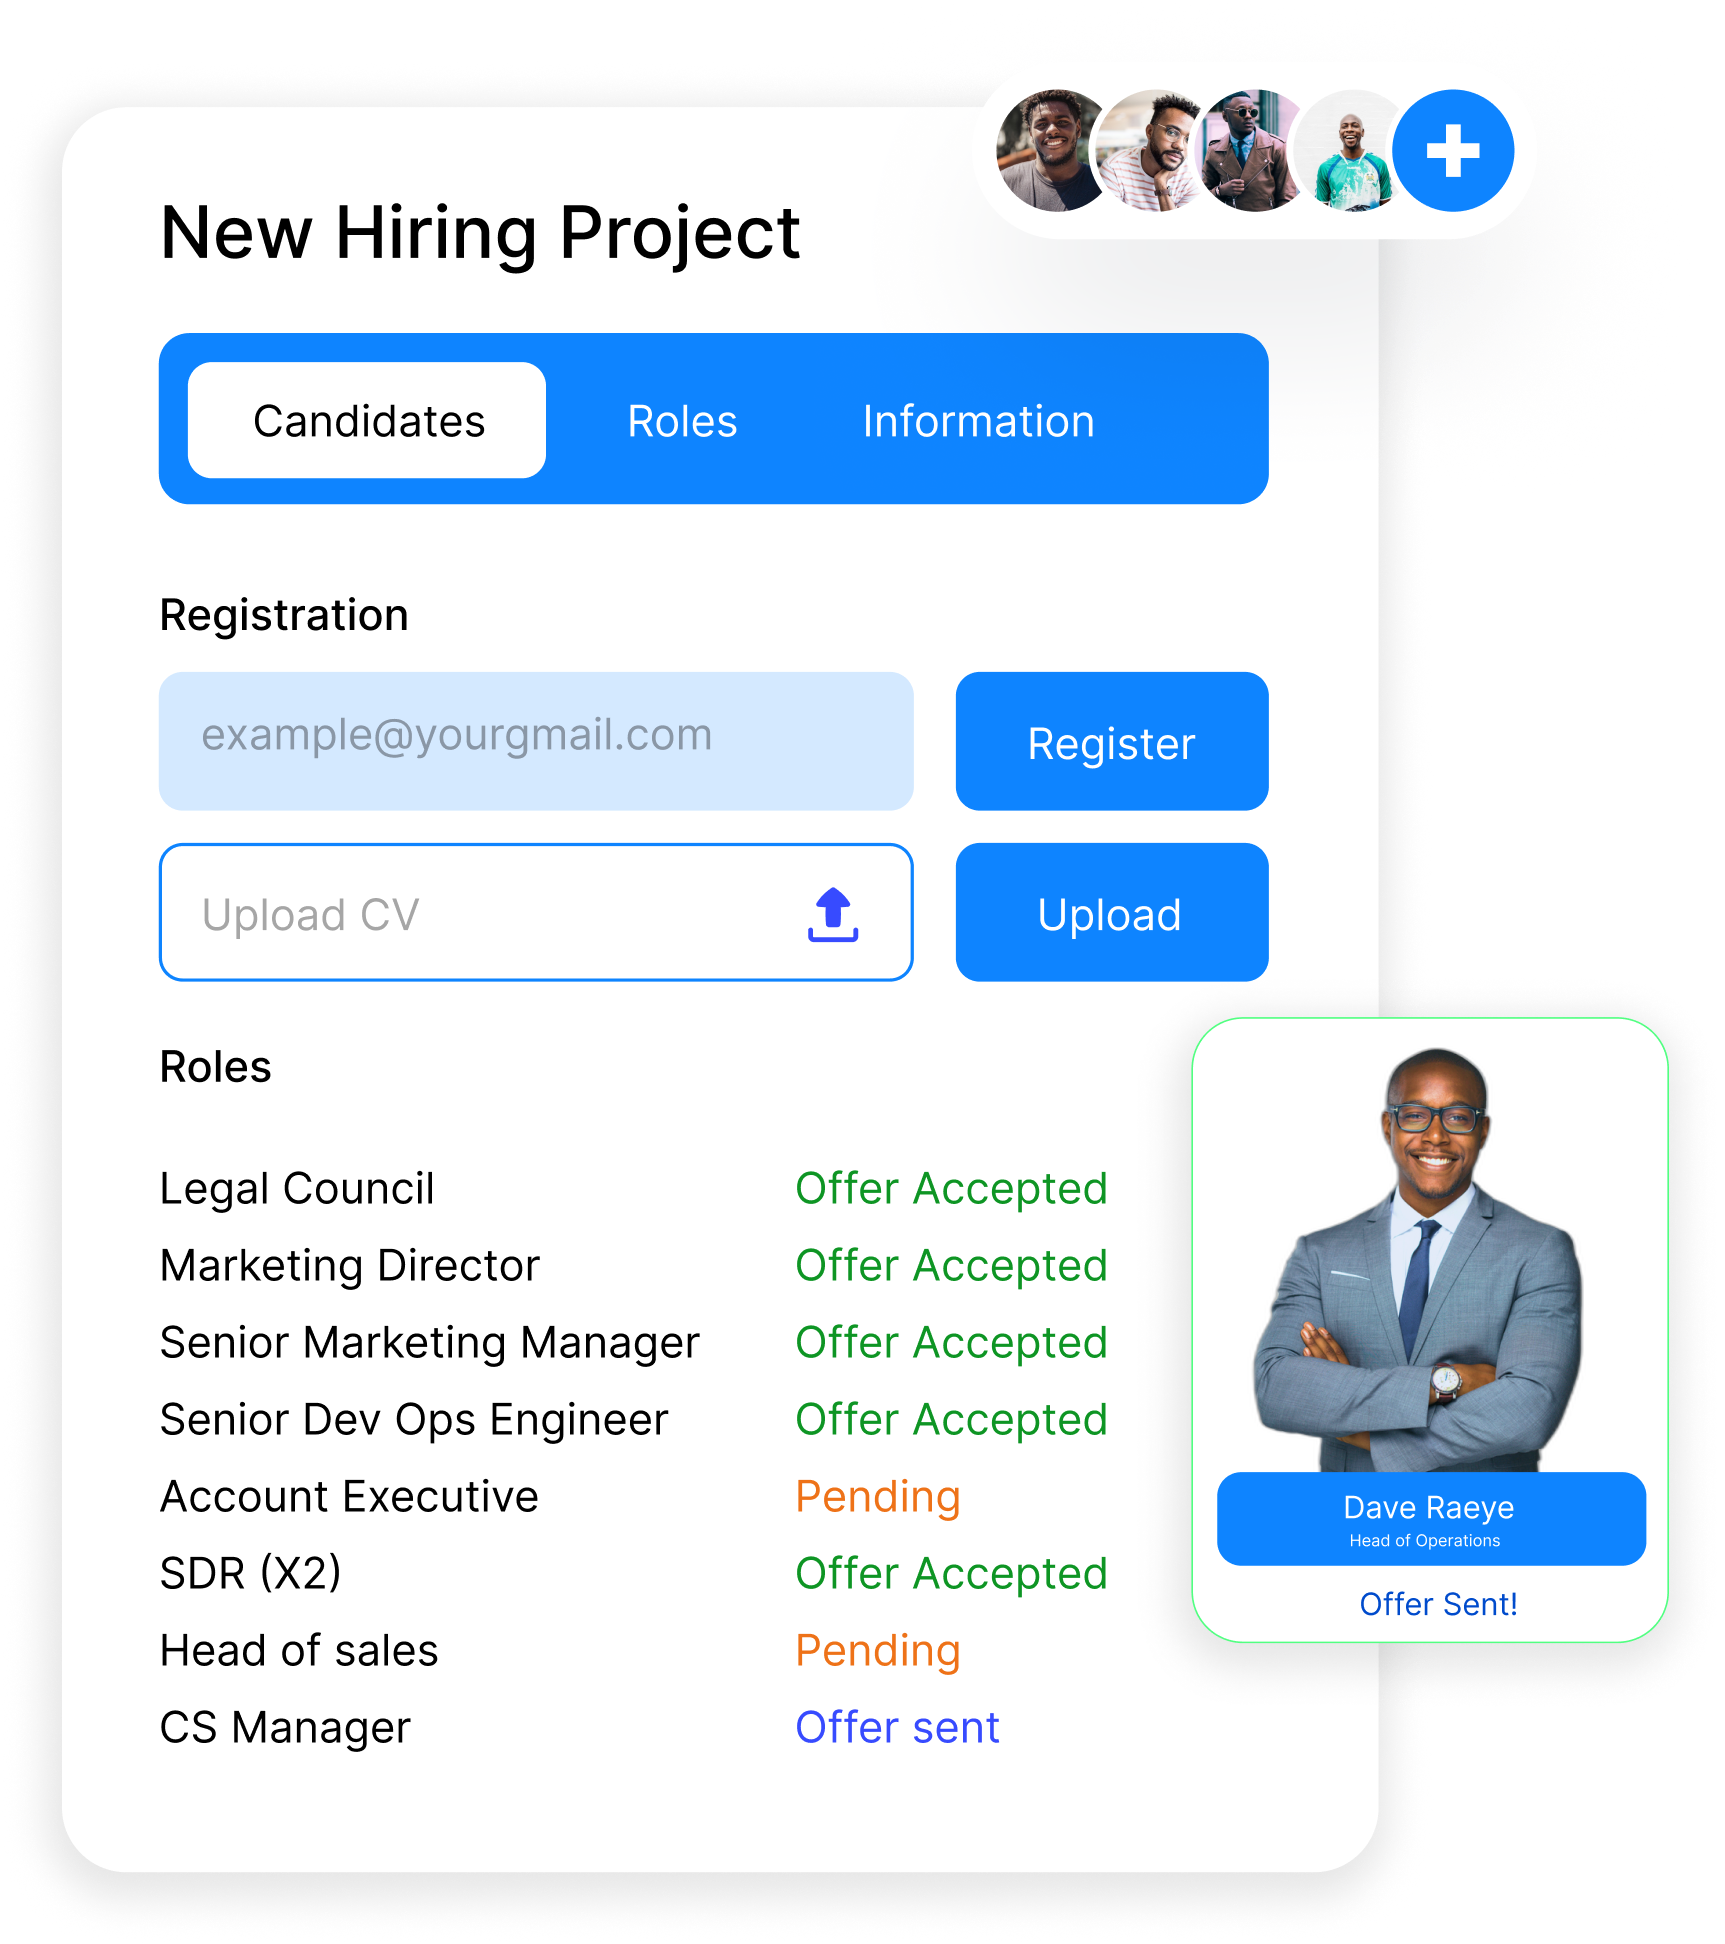 New Hiring Project
Candidates Roles Information
Registration
example@yourgmail.com Register
Upload CV Upload
Roles
Legal Council Offer Accepted
Marketing Director Offer Accepted
Senior Marketing Manager Offer Accepted
Senior Dev Ops Engineer Offer Accepted
Account Executive Pending
SDR (X2) Offer Accepted
Head of sales Pending
CS Manager Offer sent
Dave Raeye
Head of Operations
Offer Sent!